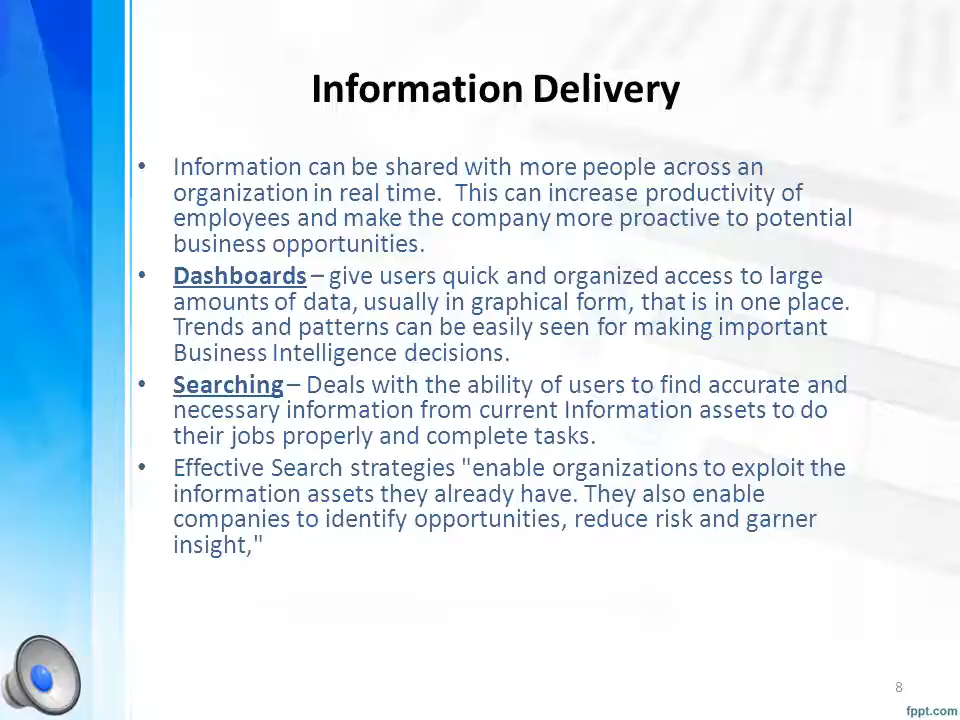 Information Delivery
• Information can be shared with more people across an
organization in real time.  This can increase productivity of
employees and make the company more proactive to potential
business opportunities.
• Dashboards – give users quick and organized access to large
amounts of data, usually in graphical form, that is in one place.
Trends and patterns can be easily seen for making important
Business Intelligence decisions.
• Searching – Deals with the ability of users to find accurate and
necessary information from current Information assets to do
their jobs properly and complete tasks.
• Effective Search strategies "enable organizations to exploit the
information assets they already have. They also enable
companies to identify opportunities, reduce risk and garner
insight,"
8
fppt.com